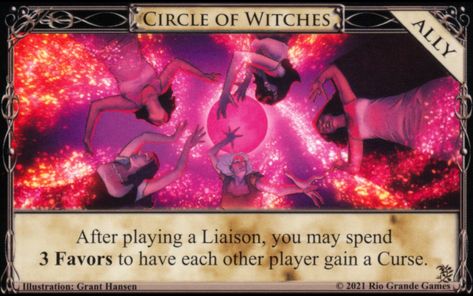 Circle of Witches
ALLY
After playing a Liaison, you may spend
3 Favors to have each other player gain a Curse.
Illustration: Grant Hansen
© 2021 Rio Grande Games